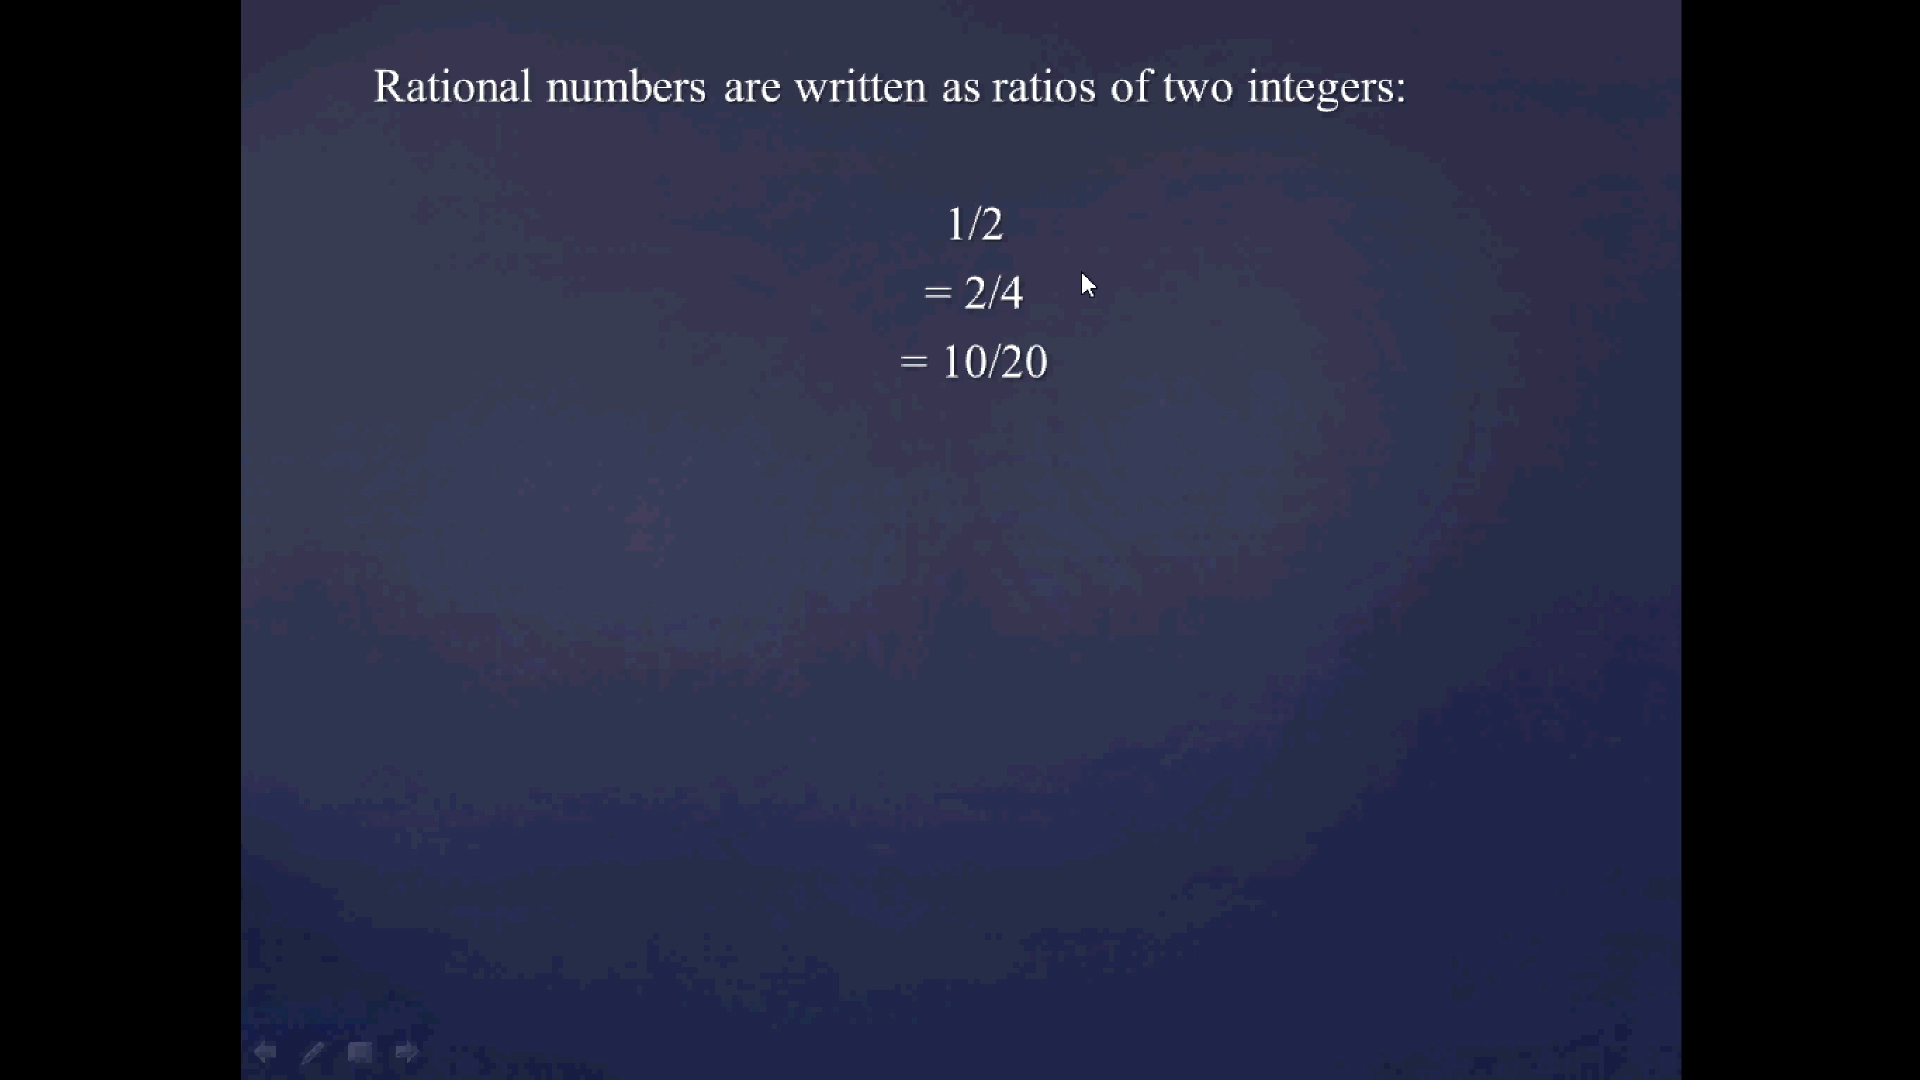 Rational numbers are written as ratios of two integers:
1/2
= 2/4
= 10/20